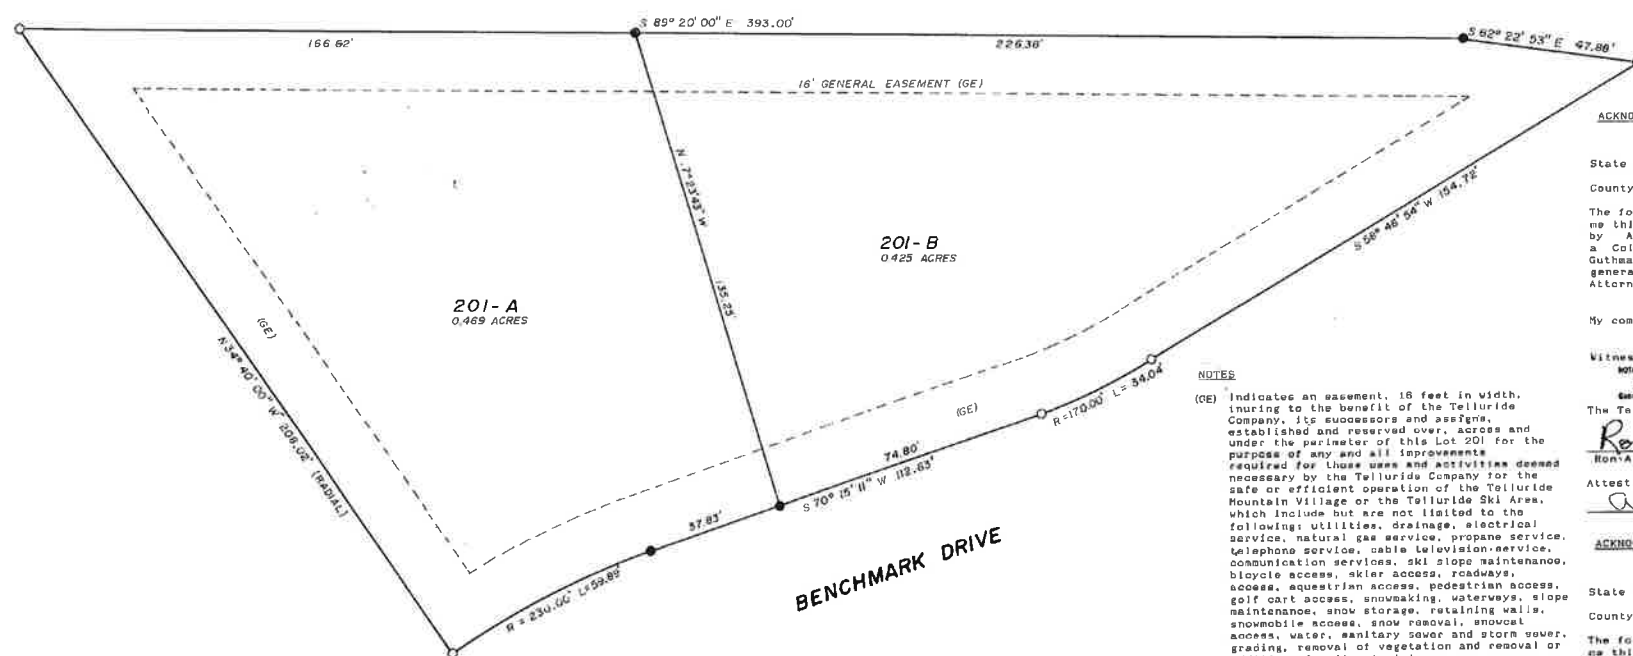 S 89° 20' 00" E 393.00'
166.62'
226.38'
S 82° 22' 53" E 47.88'
16' GENERAL EASEMENT (GE)
N 17° 23' 43" W
135.25'
201-A
0.469 ACRES
201-B
0.425 ACRES
(GE)
N 34° 40' 00" W 208.02' (RADIAL)
S 58° 46' 54" W 154.72'
(GE)
R=170.00' L= 34.04'
74.80'
S 70° 15' 11" W 112.63'
37.83'
R = 230.00' L=59.89'
BENCHMARK DRIVE
NOTES
(GE) Indicates an easement, 16 feet in width,
inuring to the benefit of the Telluride
Company, its successors and assigns,
established and reserved over, across and
under the perimeter of this Lot 201 for the
purpose of any and all improvements
required for those uses and activities deemed
necessary by the Telluride Company for the
safe or efficient operation of the Telluride
Mountain Village or the Telluride Ski Area,
which include but are not limited to the
following: utilities, drainage, electrical
service, natural gas service, propane service,
telephone service, cable television service,
communication services, ski slope maintenance,
bicycle access, skier access, roadways,
access, equestrian access, pedestrian access,
golf cart access, snowmaking, waterways, slope
maintenance, snow storage, retaining walls,
snowmobile access, snow removal, snowcat
access, water, sanitary sewer and storm sewer,
grading, removal of vegetation and removal or
ACKNO
State
County
The fo
me thi
by A
a Col
Guthma
genera
Attorn
My com
Witnes
The Te
Ron A
Attest
ACKNO
State
County
The fo
me thi